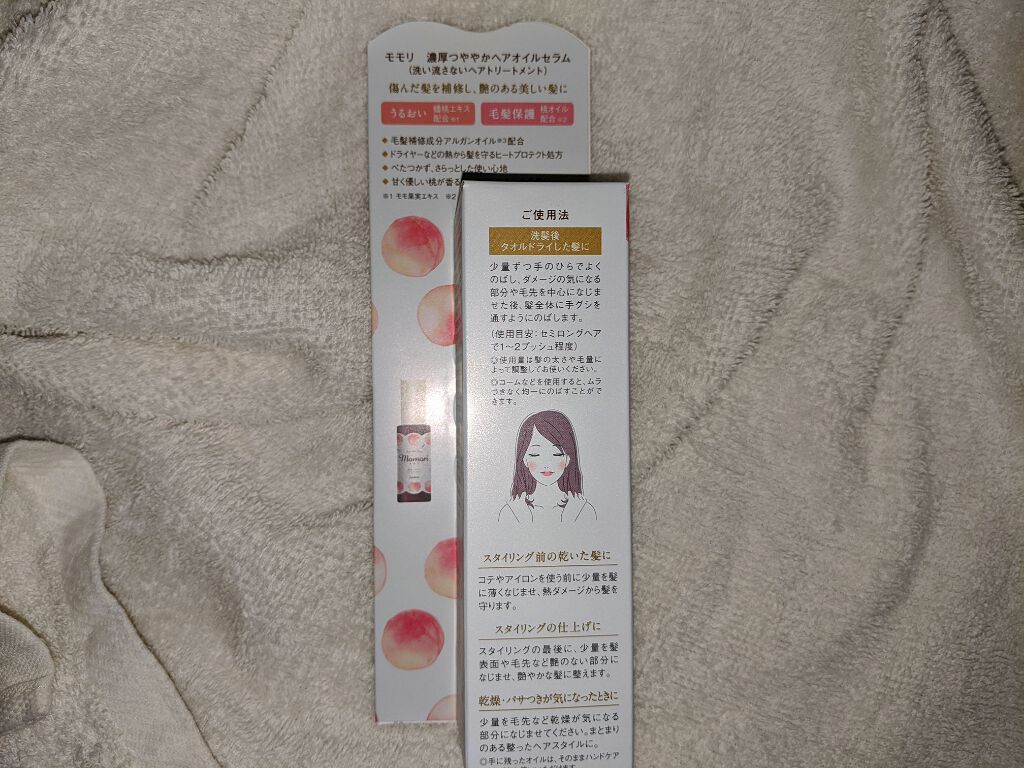 モモリ 濃厚つややかヘアオイルセラム
(洗い流さないヘアトリートメント)
傷んだ髪を補修し、艶のある美しい髪に
うるおい 蟠桃エキス配合※1 毛髪保護 桃オイル配合※2
◆ 毛髪補修成分アルガンオイル※3配合
◆ ドライヤーなどの熱から髪を守るヒートプロテクト処方
◆ べたつかず、さらっとした使い心地
◆ 甘く優しい桃が香る
※1 モモ果実エキス ※2
Momori
ご使用法
洗髪後
タオルドライした髪に
少量ずつ手のひらでよく
のばし、ダメージの気になる
部分や毛先を中心になじま
せた後、髪全体に手グシを
通すようにのばします。
(使用目安:セミロングヘア
で1〜2プッシュ程度)
◎使用量は髪の太さや毛量に
よって調整してお使いください。
◎コームなどを使用すると、ムラ
づきなく均一にのばすことがで
きます。
スタイリング前の乾いた髪に
コテやアイロンを使う前に少量を髪
に薄くなじませ、熱ダメージから髪を
守ります。
スタイリングの仕上げに
スタイリングの最後に、少量を髪
表面や毛先など艶のない部分に
なじませ、艶やかな髪に整えます。
乾燥・パサつきが気になったときに
少量を毛先など乾燥が気になる
部分になじませてください。まとまり
のある整ったヘアスタイルに。
◎手に残ったオイルは、そのままハンドケア